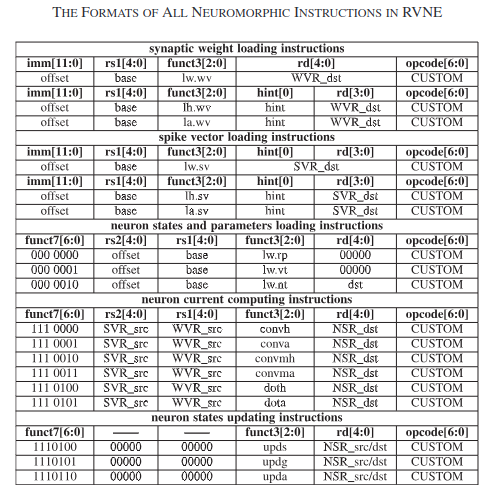 THE FORMATS OF ALL NEUROMORPHIC INSTRUCTIONS IN RVNE
synaptic weight loading instructions
imm[11:0] rs1[4:0] funct3[2:0] rd[4:0] opcode[6:0]
offset base lw.wv WVR_dst CUSTOM
imm[11:0] rs1[4:0] funct3[2:0] hint[0] rd[3:0] opcode[6:0]
offset base lh.wv hint WVR_dst CUSTOM
offset base la.wv hint WVR_dst CUSTOM
spike vector loading instructions
imm[11:0] rs1[4:0] funct3[2:0] hint[0] rd[3:0] opcode[6:0]
offset base lw.sv SVR_dst CUSTOM
imm[11:0] rs1[4:0] funct3[2:0] hint[0] rd[3:0] opcode[6:0]
offset base lh.sv hint SVR_dst CUSTOM
offset base la.sv hint SVR_dst CUSTOM
neuron states and parameters loading instructions
funct7[6:0] rs2[4:0] rs1[4:0] funct3[2:0] rd[4:0] opcode[6:0]
000 0000 offset base lw.rp 00000 CUSTOM
000 0001 offset base lw.vt 00000 CUSTOM
000 0010 offset base lw.nt dst CUSTOM
neuron current computing instructions
funct7[6:0] rs2[4:0] rs1[4:0] funct3[2:0] rd[4:0] opcode[6:0]
111 0000 SVR_src WVR_src convh NSR_dst CUSTOM
111 0001 SVR_src WVR_src conva NSR_dst CUSTOM
111 0010 SVR_src WVR_src convmh NSR_dst CUSTOM
111 0011 SVR_src WVR_src convma NSR_dst CUSTOM
111 0100 SVR_src WVR_src doth NSR_dst CUSTOM
111 0101 SVR_src WVR_src dota NSR_dst CUSTOM
neuron states updating instructions
funct7[6:0] —— —— funct3[2:0] rd[4:0] opcode[6:0]
1110100 00000 00000 upds NSR_src/dst CUSTOM
1110101 00000 00000 updg NSR_src/dst CUSTOM
1110110 00000 00000 upda NSR_src/dst CUSTOM